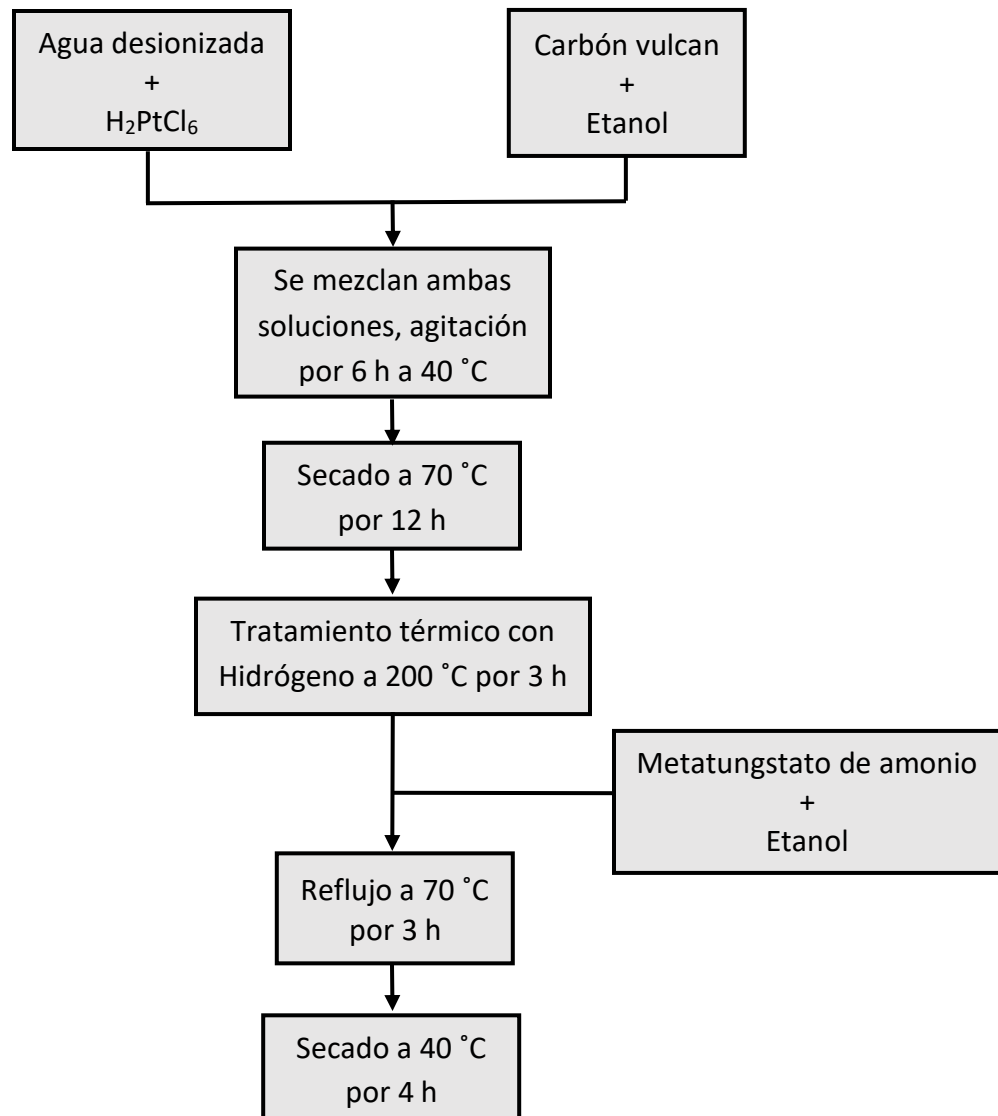 Agua desionizada
+
H₂PtCl₆
Carbón vulcan
+
Etanol
Se mezclan ambas
soluciones, agitación
por 6 h a 40 ˚C
Secado a 70 ˚C
por 12 h
Tratamiento térmico con
Hidrógeno a 200 ˚C por 3 h
Metatungstato de amonio
+
Etanol
Reflujo a 70 ˚C
por 3 h
Secado a 40 ˚C
por 4 h